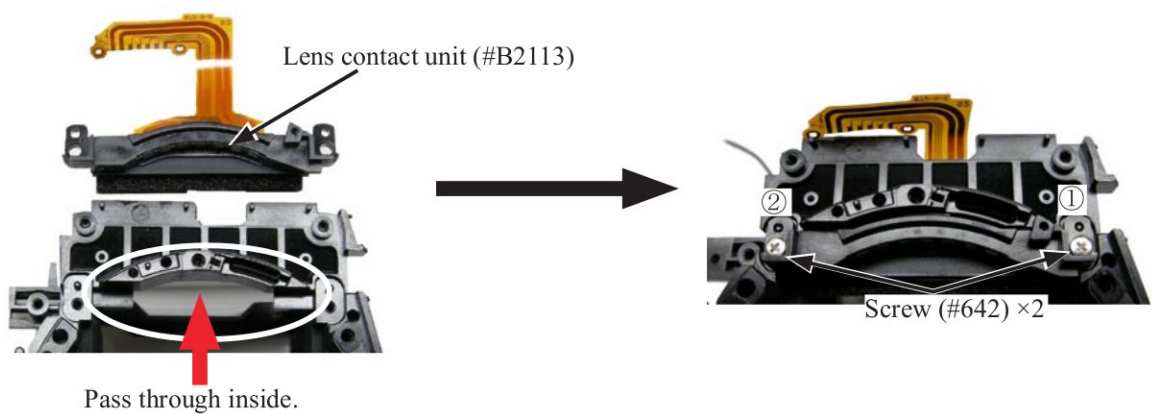 Lens contact unit (#B2113)
② ①
Screw (#642) ×2
Pass through inside.